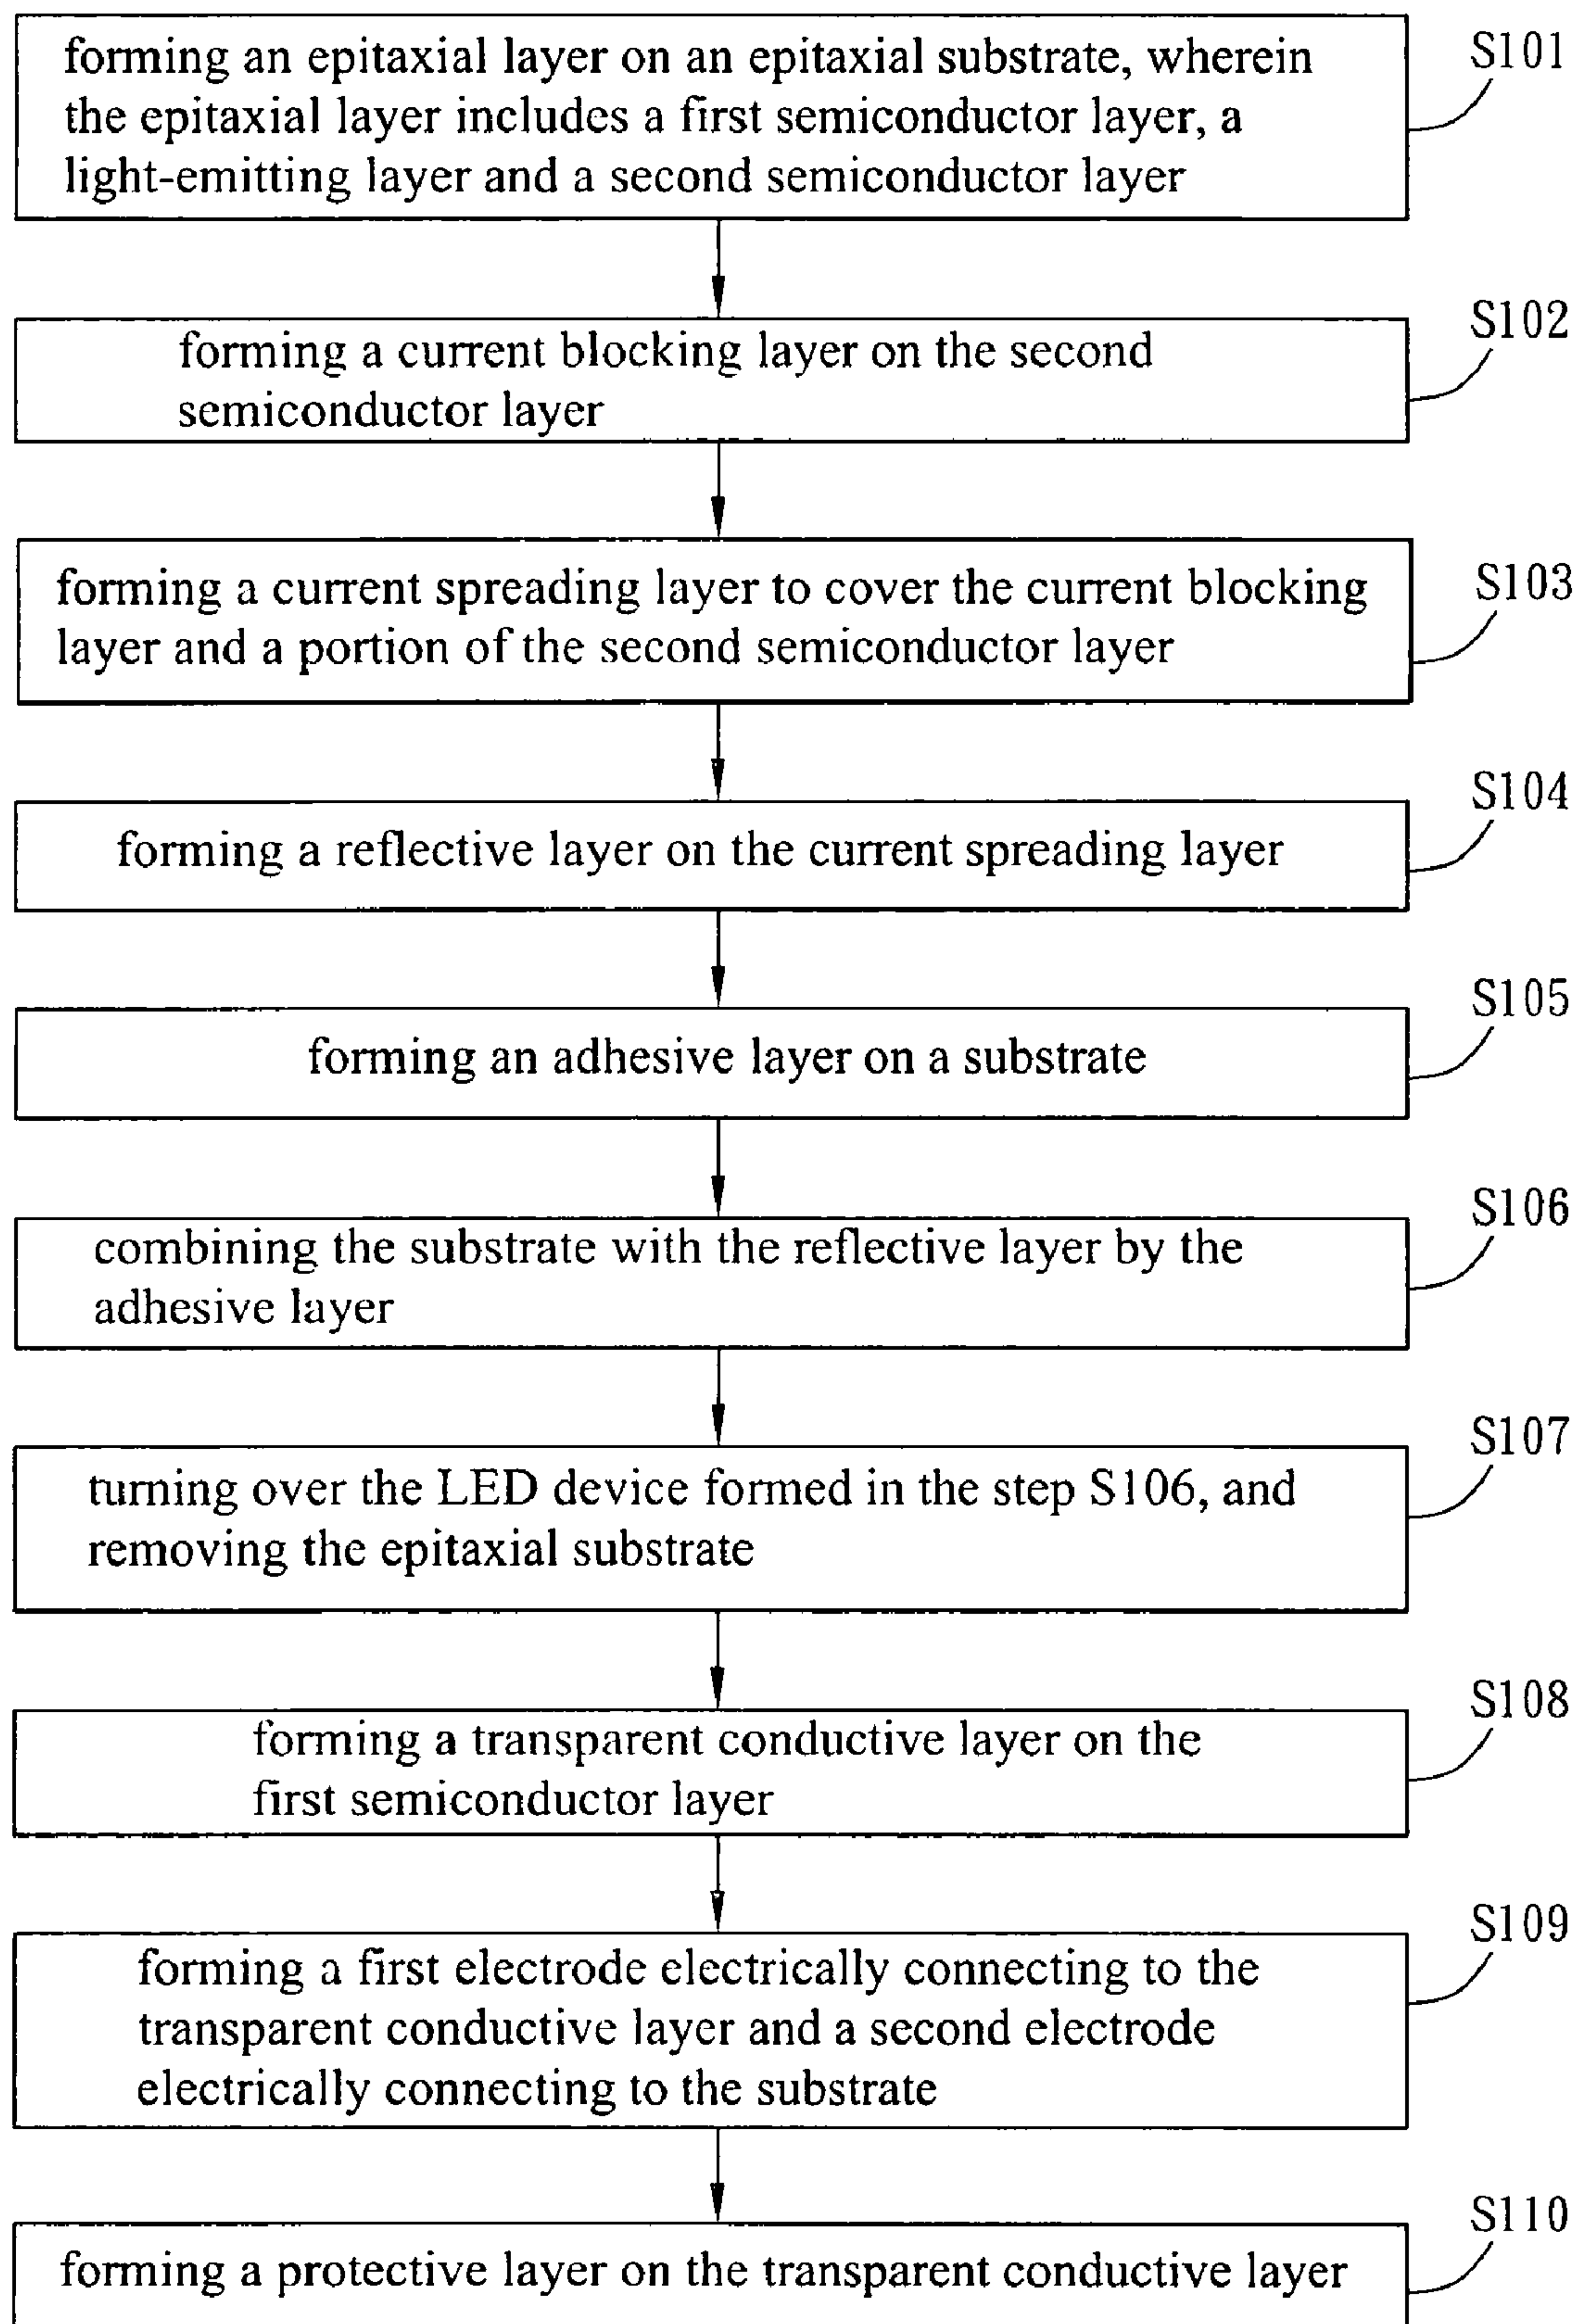 forming an epitaxial layer on an epitaxial substrate, wherein
the epitaxial layer includes a first semiconductor layer, a
light-emitting layer and a second semiconductor layer
S101
forming a current blocking layer on the second
semiconductor layer
S102
forming a current spreading layer to cover the current blocking
layer and a portion of the second semiconductor layer
S103
forming a reflective layer on the current spreading layer
S104
forming an adhesive layer on a substrate
S105
combining the substrate with the reflective layer by the
adhesive layer
S106
turning over the LED device formed in the step S106, and
removing the epitaxial substrate
S107
forming a transparent conductive layer on the
first semiconductor layer
S108
forming a first electrode electrically connecting to the
transparent conductive layer and a second electrode
electrically connecting to the substrate
S109
forming a protective layer on the transparent conductive layer
S110